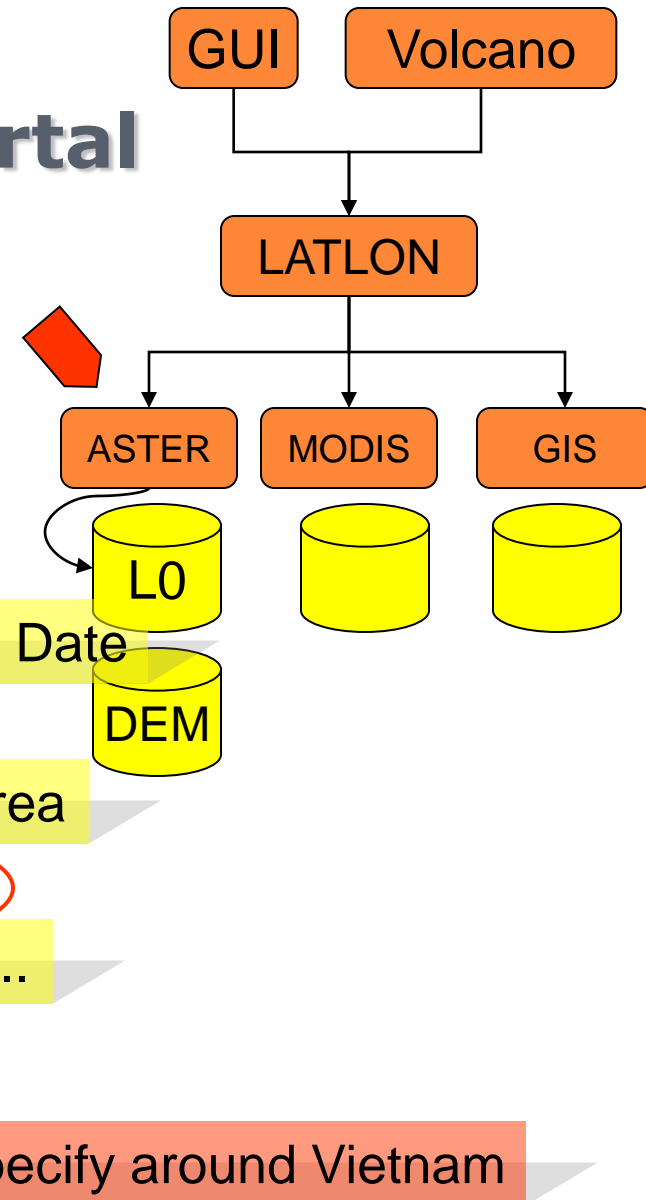 GUI Volcano
rtal
LATLON
ASTER MODIS GIS
L0
Date
DEM
rea
..
pecify around Vietnam